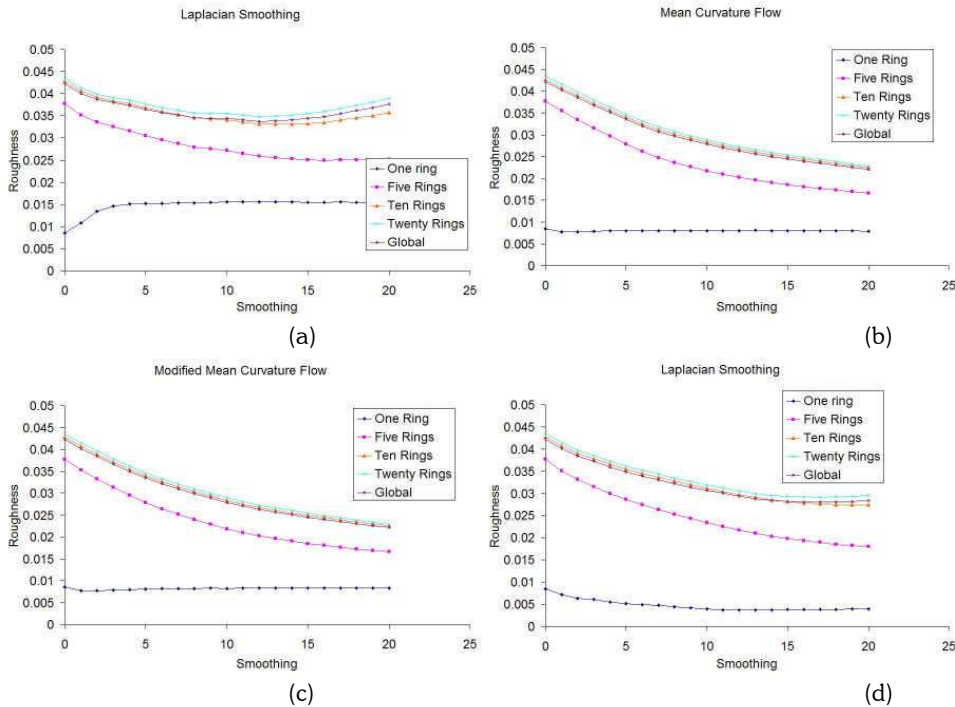 Laplacian Smoothing
0.05
0.045
0.04
0.035
0.03
0.025
0.02
0.015
0.01
0.005
0
Roughness
0 5 10 15 20 25
Smoothing
One ring
Five Rings
Ten Rings
Twenty Rings
Global
(a)
Mean Curvature Flow
0.05
0.045
0.04
0.035
0.03
0.025
0.02
0.015
0.01
0.005
0
Roughness
0 5 10 15 20 25
Smoothing
One Ring
Five Rings
Ten Rings
Twenty Rings
Global
(b)
Modified Mean Curvature Flow
0.05
0.045
0.04
0.035
0.03
0.025
0.02
0.015
0.01
0.005
0
Roughness
0 5 10 15 20 25
Smoothing
One Ring
Five Rings
Ten Rings
Twenty Rings
Global
(c)
Laplacian Smoothing
0.05
0.045
0.04
0.035
0.03
0.025
0.02
0.015
0.01
0.005
0
Roughness
0 5 10 15 20 25
Smoothing
One ring
Five Rings
Ten Rings
Twenty Rings
Global
(d)